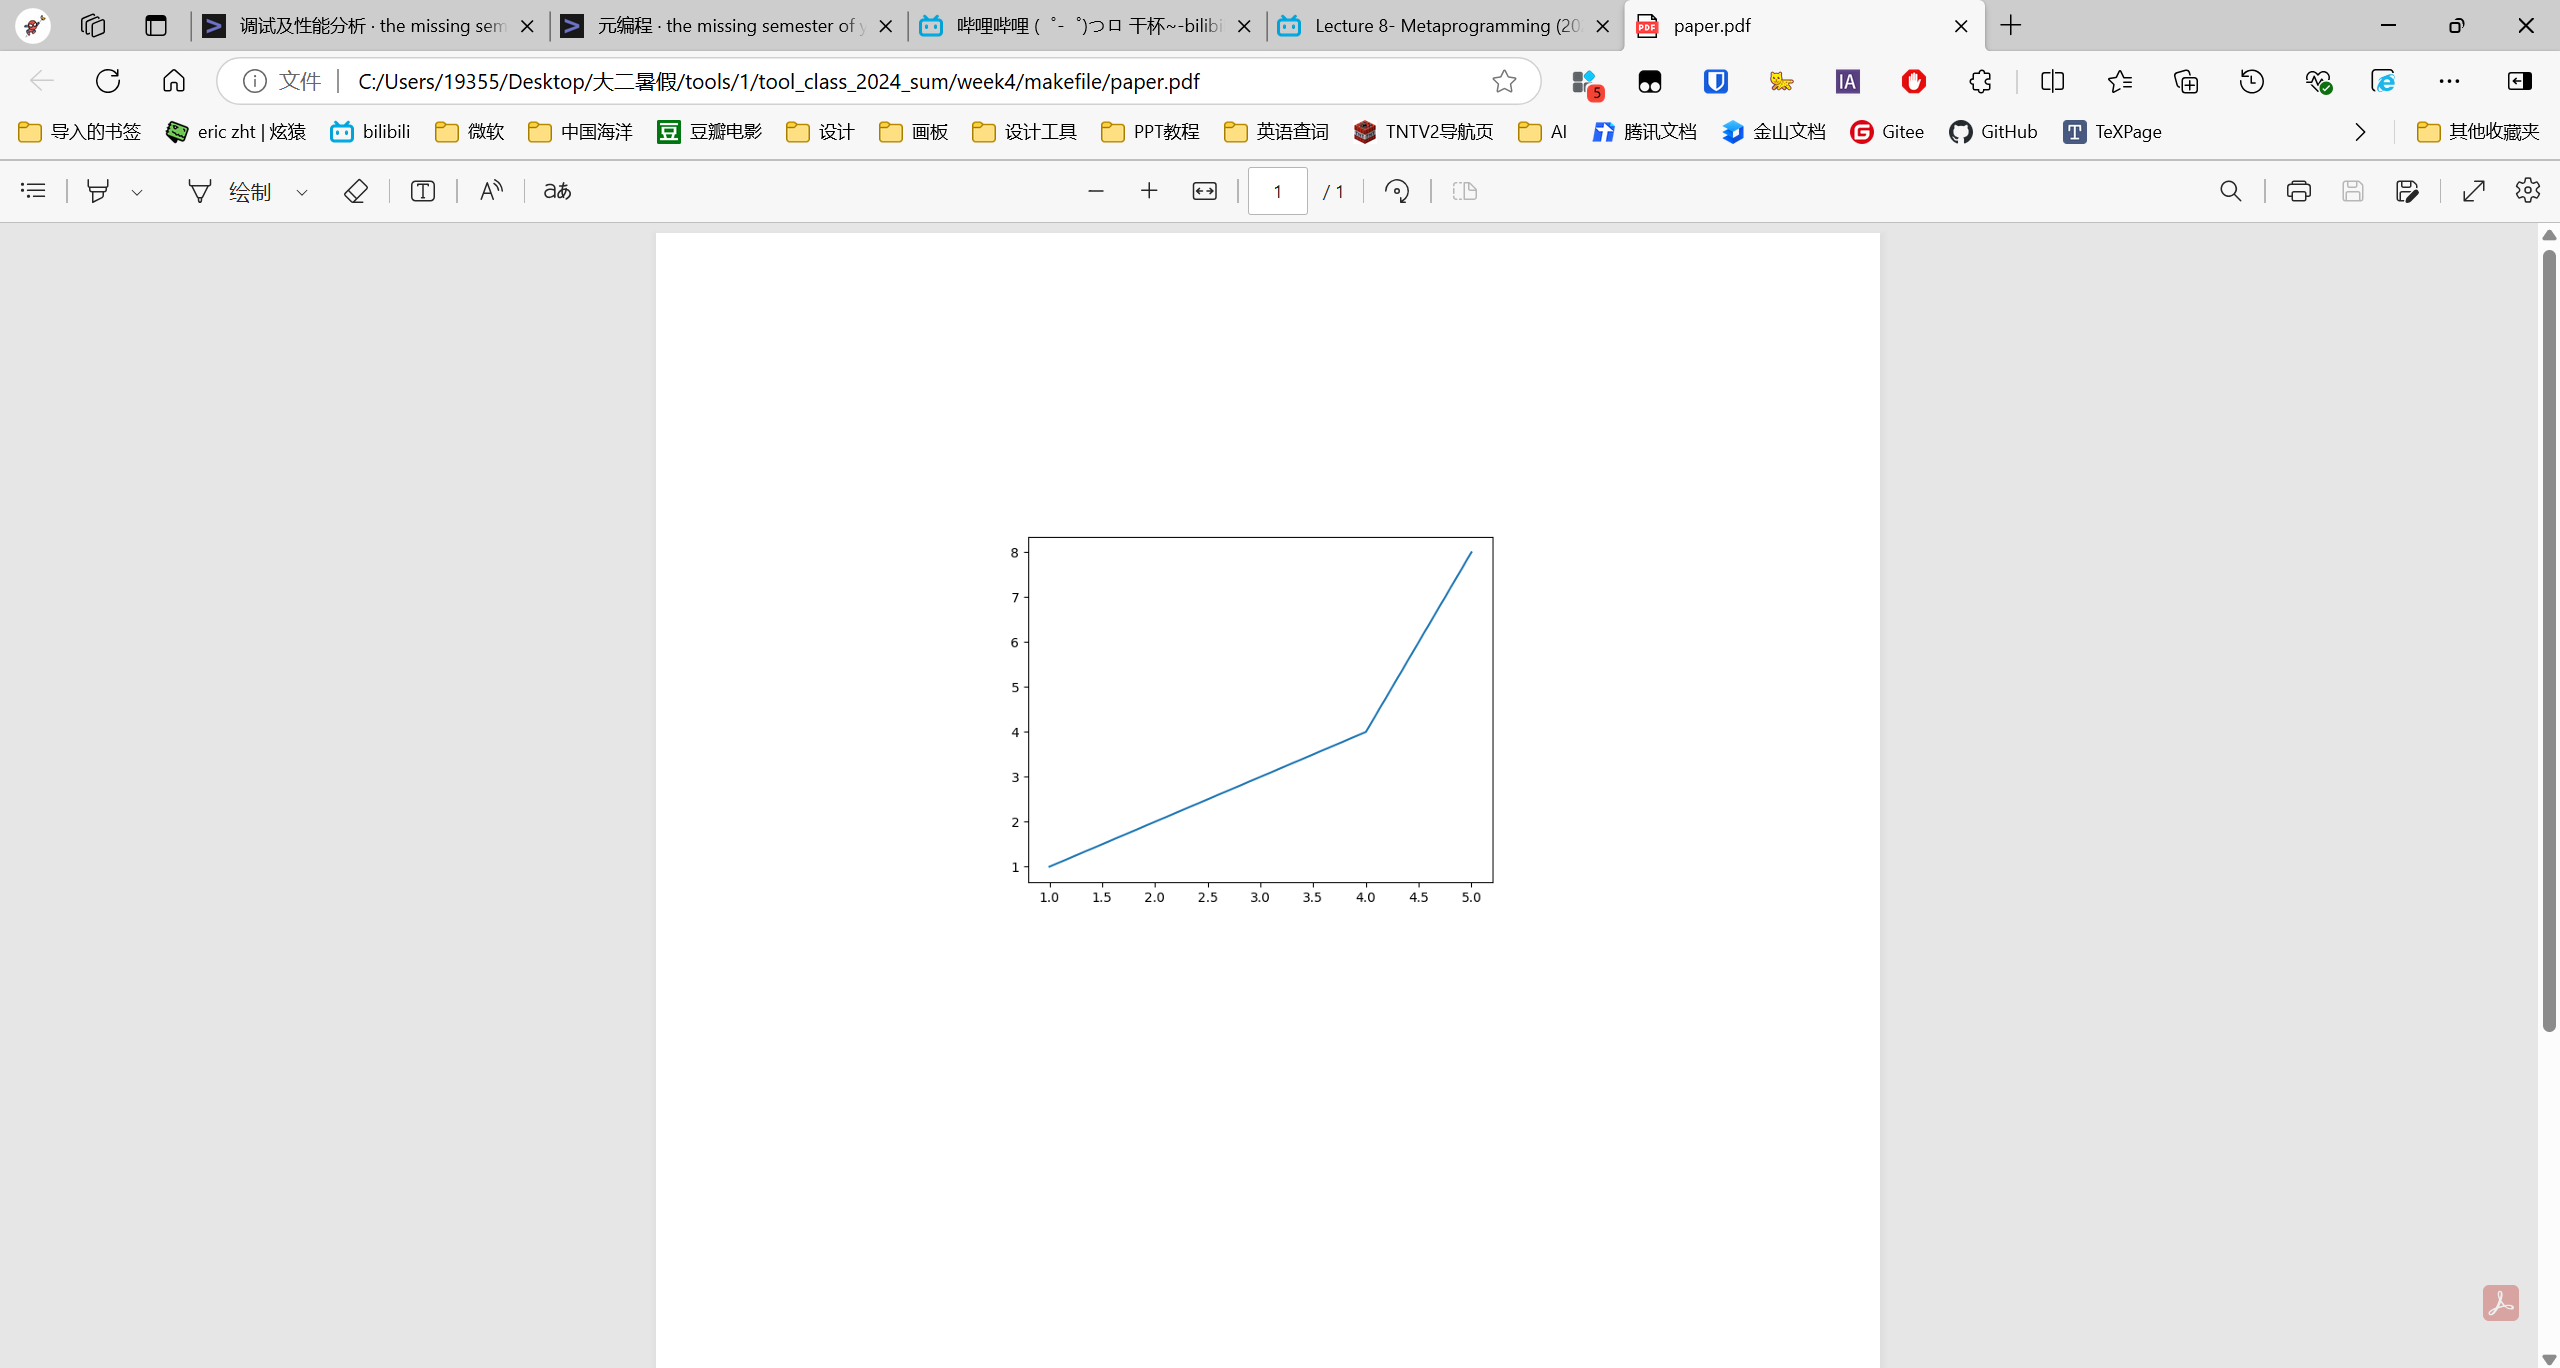 调试及性能分析 · the missing sem
元编程 · the missing semester of y
哔哩哔哩 (゜-゜)つロ 干杯~-bilibi
Lecture 8- Metaprogramming (20
paper.pdf
文件 C:/Users/19355/Desktop/大二暑假/tools/1/tool_class_2024_sum/week4/makefile/paper.pdf
IA
5
导入的书签 eric zht | 炫猿 bilibili 微软 中国海洋 豆 豆瓣电影 设计 画板 设计工具 PPT教程 英语查词 TNTV2导航页 AI 腾讯文档 金山文档 Gitee GitHub TeXPage 其他收藏夹
绘制 aあ 1 / 1
8
7
6
5
4
3
2
1
1.0 1.5 2.0 2.5 3.0 3.5 4.0 4.5 5.0